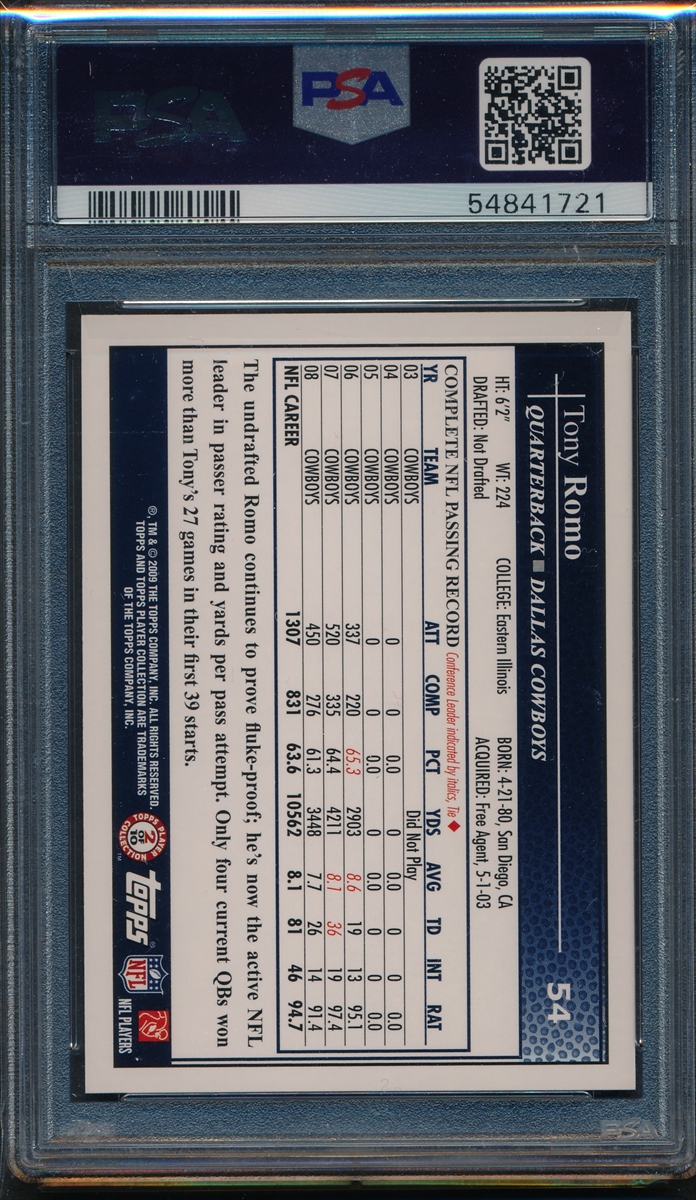 PSA
PSA
54841721
54
Tony Romo
QUARTERBACK ■ DALLAS COWBOYS
HT: 6'2" WT: 224 COLLEGE: Eastern Illinois BORN: 4-21-80, San Diego, CA
DRAFTED: Not Drafted ACQUIRED: Free Agent, 5-1-03
COMPLETE NFL PASSING RECORD Conference Leader indicated by italics, Tie ♦
YR TEAM ATT COMP PCT YDS AVG TD INT RAT
03 COWBOYS Did Not Play
04 COWBOYS 0 0 0.0 0 0.0 0 0 0.0
05 COWBOYS 0 0 0.0 0 0.0 0 0 0.0
06 COWBOYS 337 220 65.3 2903 8.6 19 13 95.1
07 COWBOYS 520 335 64.4 4211 8.1 36 19 97.4
08 COWBOYS 450 276 61.3 3448 7.7 26 14 91.4
NFL CAREER 1307 831 63.6 10562 8.1 81 46 94.7
The undrafted Romo continues to prove fluke-proof; he's now the active NFL
leader in passer rating and yards per pass attempt. Only four current QBs won
more than Tony's 27 games in their first 39 starts.
®, TM & © 2009 THE TOPPS COMPANY, INC. ALL RIGHTS RESERVED.
TOPPS AND TOPPS PLAYER COLLECTION ARE TRADEMARKS
OF THE TOPPS COMPANY, INC.
TOPPS PLAYER
2 OF 10
COLLECTION
TM
topps®
NFL
NFL PLAYERS
PSA